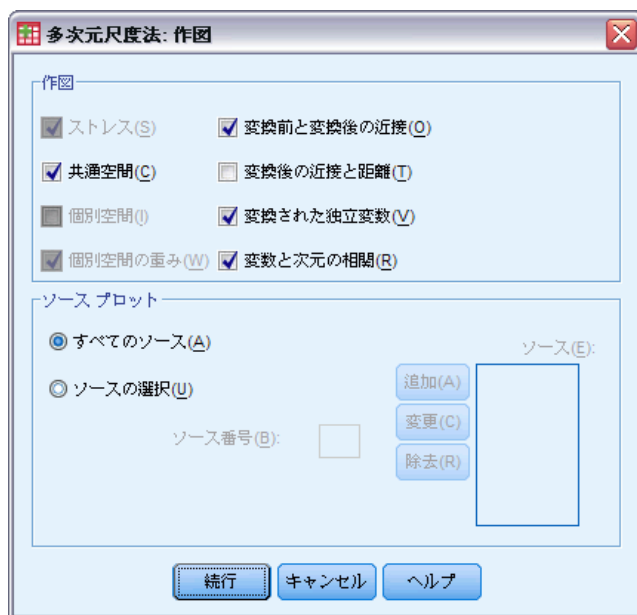 多次元尺度法: 作図
作図
ストレス(S)
変換前と変換後の近接(O)
共通空間(C)
変換後の近接と距離(T)
個別空間(I)
変換された独立変数(V)
個別空間の重み(W)
変数と次元の相関(R)
ソース プロット
すべてのソース(A)
ソース(E):
ソースの選択(U)
追加(A)
ソース番号(B):
変更(C)
除去(R)
続行
キャンセル
ヘルプ